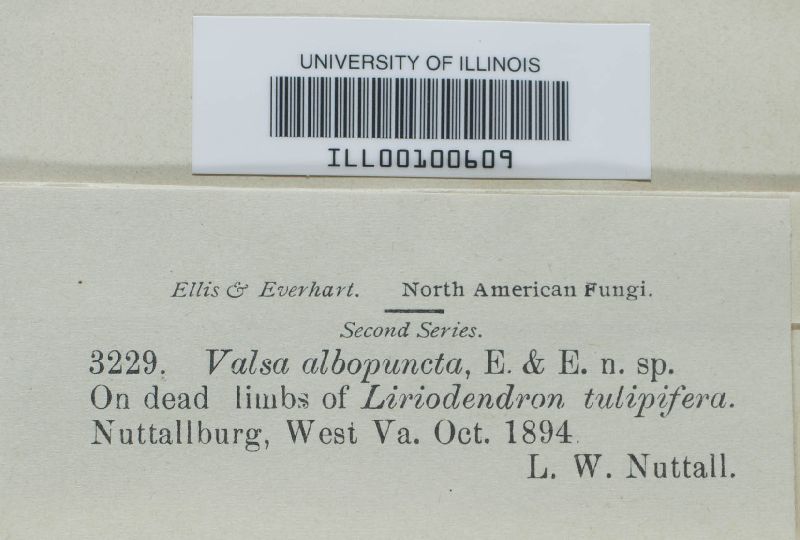 UNIVERSITY OF ILLINOIS
ILL00100609
Ellis & Everhart. North American Fungi.
Second Series.
3229. Valsa albopuncta, E. & E. n. sp.
On dead limbs of Liriodendron tulipifera.
Nuttallburg, West Va. Oct. 1894.
L. W. Nuttall.